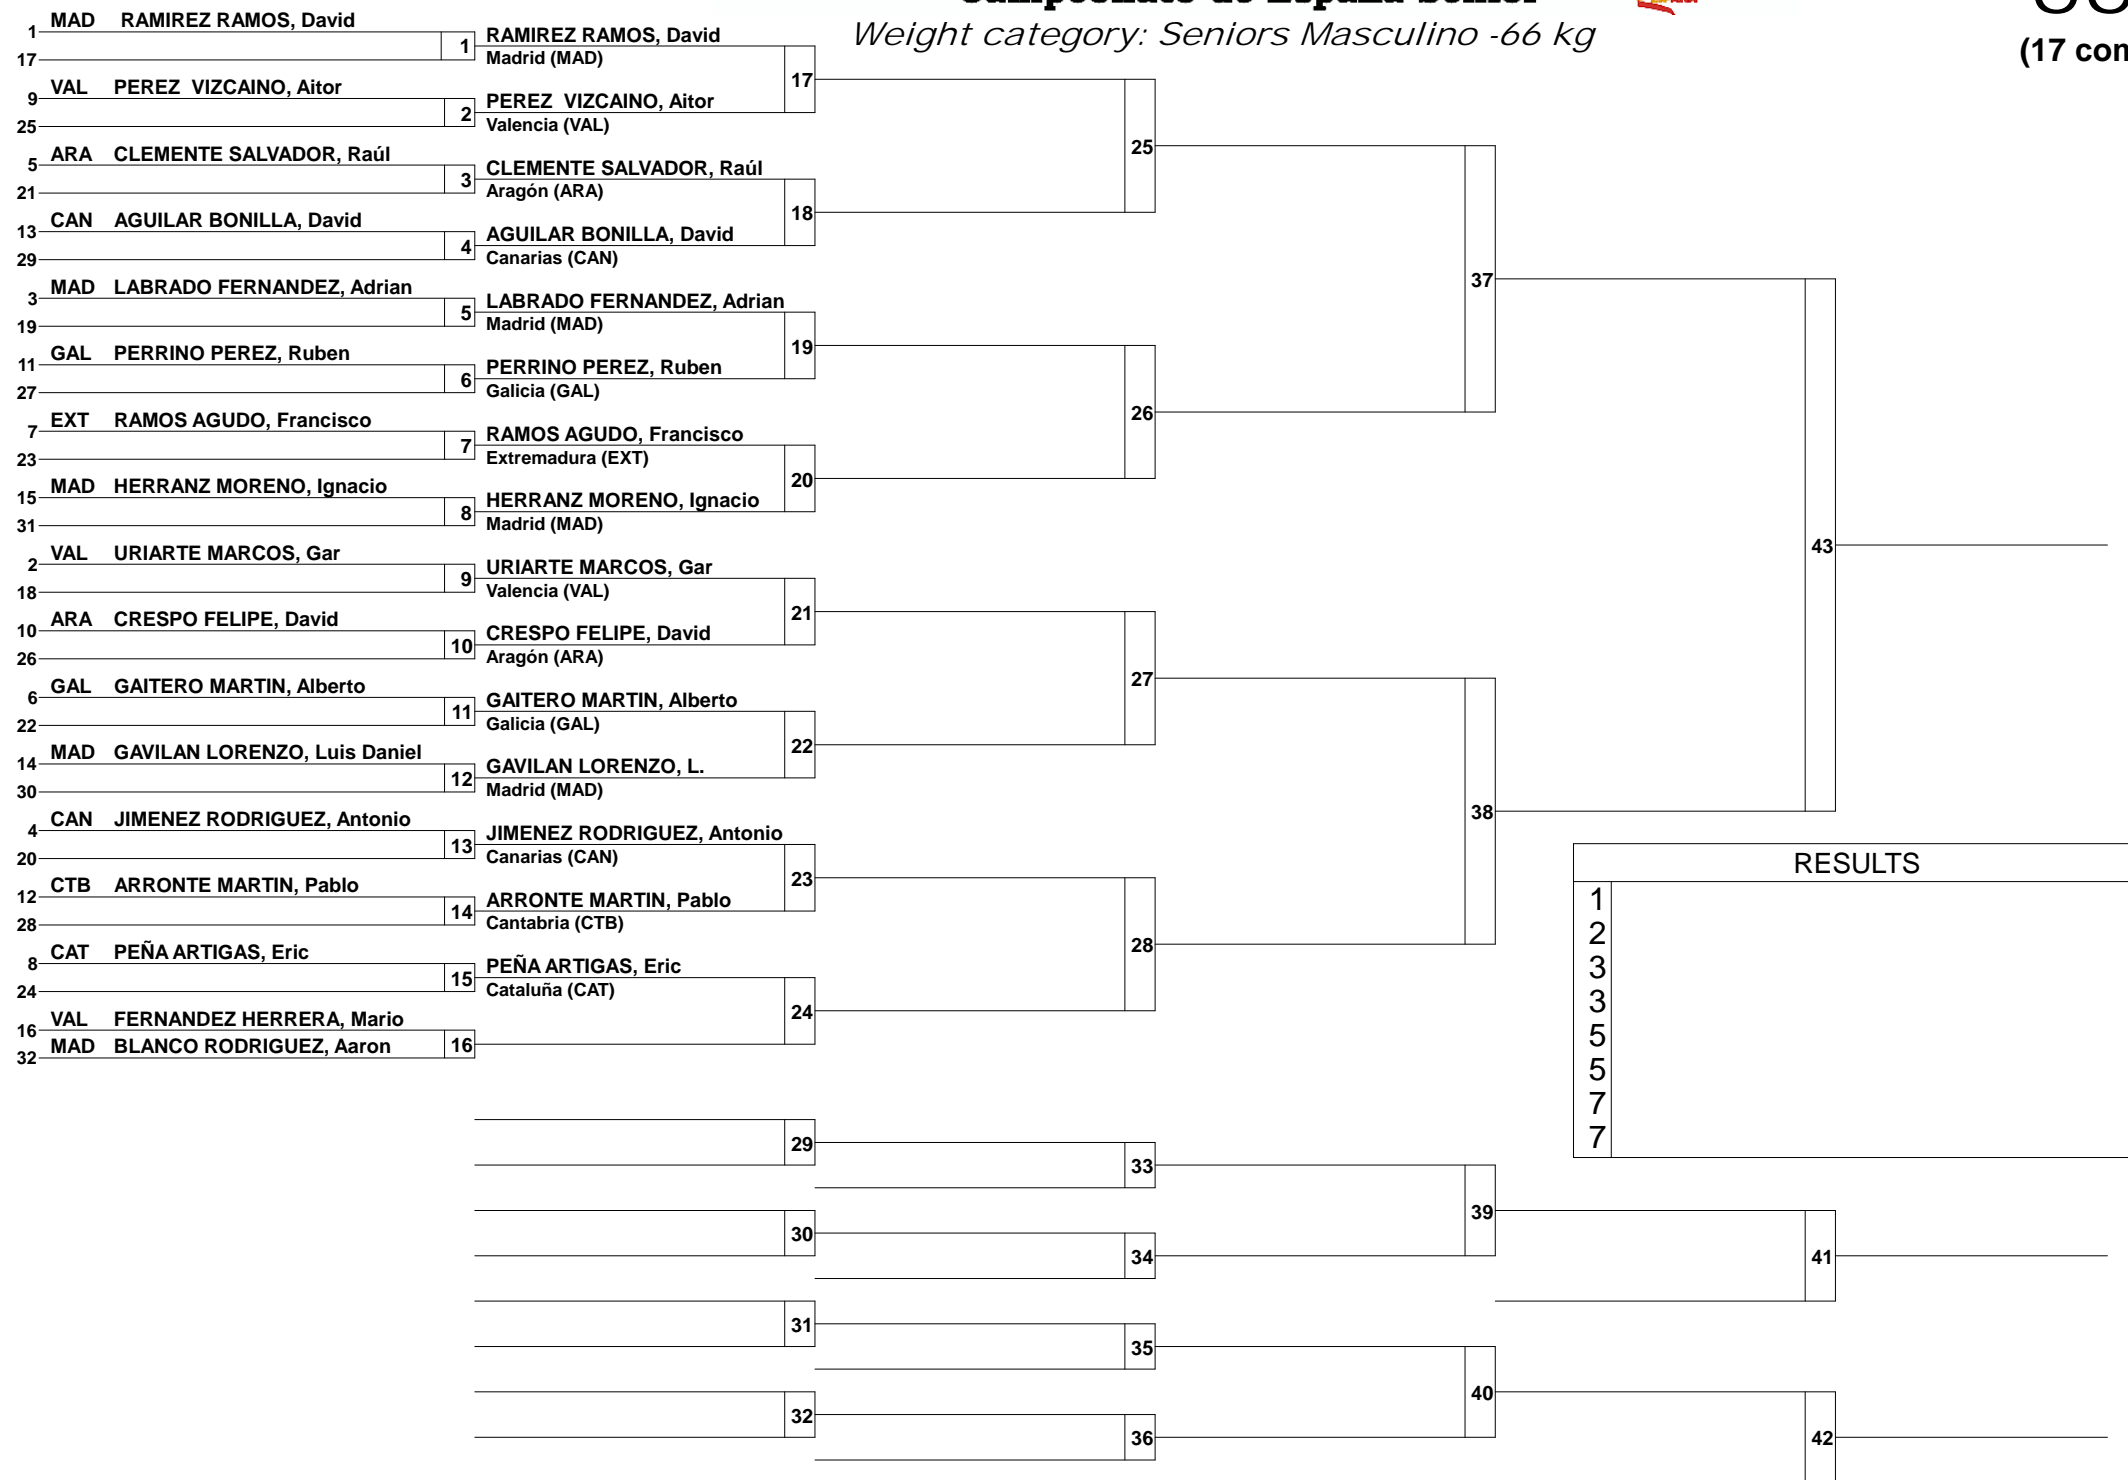 Campeonato de España Senior
Weight category: Seniors Masculino -66 kg
(17 con
1 MAD RAMIREZ RAMOS, David
17
1 RAMIREZ RAMOS, David
Madrid (MAD)
9 VAL PEREZ VIZCAINO, Aitor
25
2 PEREZ VIZCAINO, Aitor
Valencia (VAL)
17
5 ARA CLEMENTE SALVADOR, Raúl
21
3 CLEMENTE SALVADOR, Raúl
Aragón (ARA)
13 CAN AGUILAR BONILLA, David
29
4 AGUILAR BONILLA, David
Canarias (CAN)
18
25
3 MAD LABRADO FERNANDEZ, Adrian
19
5 LABRADO FERNANDEZ, Adrian
Madrid (MAD)
11 GAL PERRINO PEREZ, Ruben
27
6 PERRINO PEREZ, Ruben
Galicia (GAL)
19
7 EXT RAMOS AGUDO, Francisco
23
7 RAMOS AGUDO, Francisco
Extremadura (EXT)
15 MAD HERRANZ MORENO, Ignacio
31
8 HERRANZ MORENO, Ignacio
Madrid (MAD)
20
26
37
2 VAL URIARTE MARCOS, Gar
18
9 URIARTE MARCOS, Gar
Valencia (VAL)
10 ARA CRESPO FELIPE, David
26
10 CRESPO FELIPE, David
Aragón (ARA)
21
6 GAL GAITERO MARTIN, Alberto
22
11 GAITERO MARTIN, Alberto
Galicia (GAL)
14 MAD GAVILAN LORENZO, Luis Daniel
30
12 GAVILAN LORENZO, L.
Madrid (MAD)
22
27
4 CAN JIMENEZ RODRIGUEZ, Antonio
20
13 JIMENEZ RODRIGUEZ, Antonio
Canarias (CAN)
12 CTB ARRONTE MARTIN, Pablo
28
14 ARRONTE MARTIN, Pablo
Cantabria (CTB)
23
8 CAT PEÑA ARTIGAS, Eric
24
15 PEÑA ARTIGAS, Eric
Cataluña (CAT)
16 VAL FERNANDEZ HERRERA, Mario
32 MAD BLANCO RODRIGUEZ, Aaron
16
24
28
38
43
RESULTS
1
2
3
3
5
5
7
7
29
33
30
34
39
41
31
35
32
36
40
42